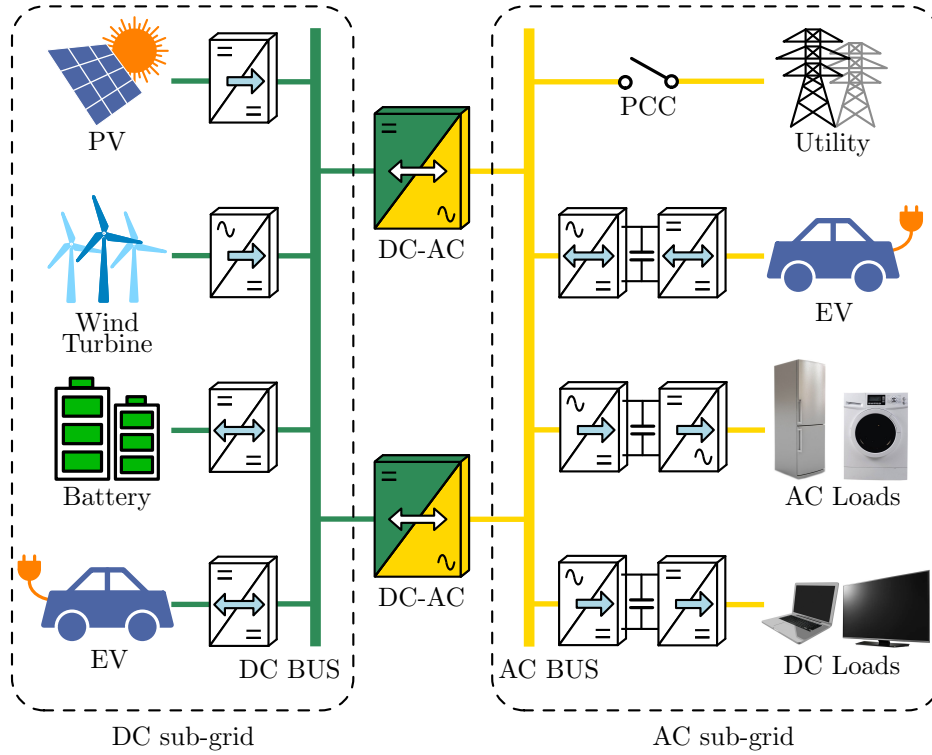 PV
PCC
Utility
DC-AC
Wind
Turbine
EV
Battery
AC Loads
DC-AC
EV
DC BUS
AC BUS
DC Loads
DC sub-grid
AC sub-grid